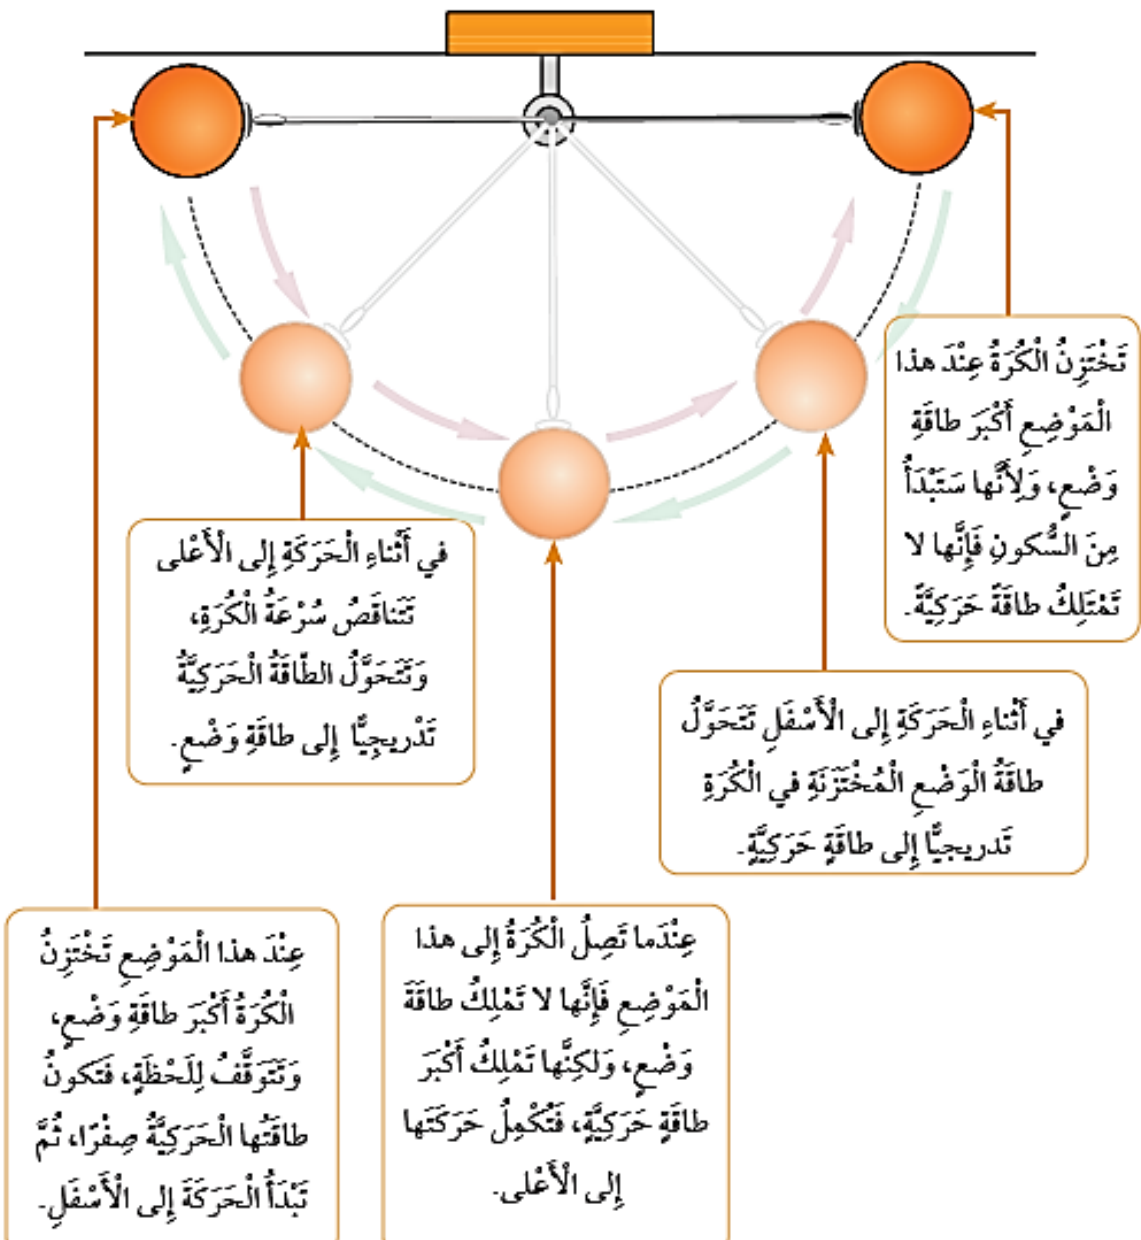 تَخْتَزِنُ الْكُرَةُ عِنْدَ هذا
الْمَوْضِعِ أَكْبَرَ طاقَةِ
وَضْعٍ، وَلِأَنَّها سَتَبْدَأُ
مِنَ السُّكونِ فَإِنَّها لا
تَمْتَلِكُ طاقَةً حَرَكِيَّةً.
في أَثْناءِ الْحَرَكَةِ إِلى الْأَسْفَلِ تَتَحَوَّلُ
طاقَةُ الْوَضْعِ الْمُخْتَزَنَةِ في الْكُرَةِ
تَدريجيًّا إِلى طاقَةٍ حَرَكِيَّةٍ.
عِنْدَما تَصِلُ الْكُرَةُ إِلى هذا
الْمَوْضِعِ فَإِنَّها لا تَمْلِكُ طاقَةَ
وَضْعٍ، وَلكِنَّها تَمْلِكُ أَكْبَرَ
طاقَةٍ حَرَكِيَّةٍ، فَتُكْمِلُ حَرَكَتَها
إِلى الْأَعْلى.
في أَثْناءِ الْحَرَكَةِ إِلى الْأَعْلى
تَتَناقَصُ سُرْعَةُ الْكُرَةِ،
وَتَتَحَوَّلُ الطّاقَةُ الْحَرَكِيَّةُ
تَدْريجِيًّا إِلى طاقَةِ وَضْعٍ.
عِنْدَ هذا الْمَوْضِعِ تَخْتَزِنُ
الْكُرَةُ أَكْبَرَ طاقَةِ وَضْعٍ،
وَتَتَوَقَّفُ لِلَحْظَةٍ، فَتَكونُ
طاقَتُها الْحَرَكِيَّةُ صِفْرًا، ثُمَّ
تَبْدَأُ الْحَرَكَةَ إِلى الْأَسْفَلِ.